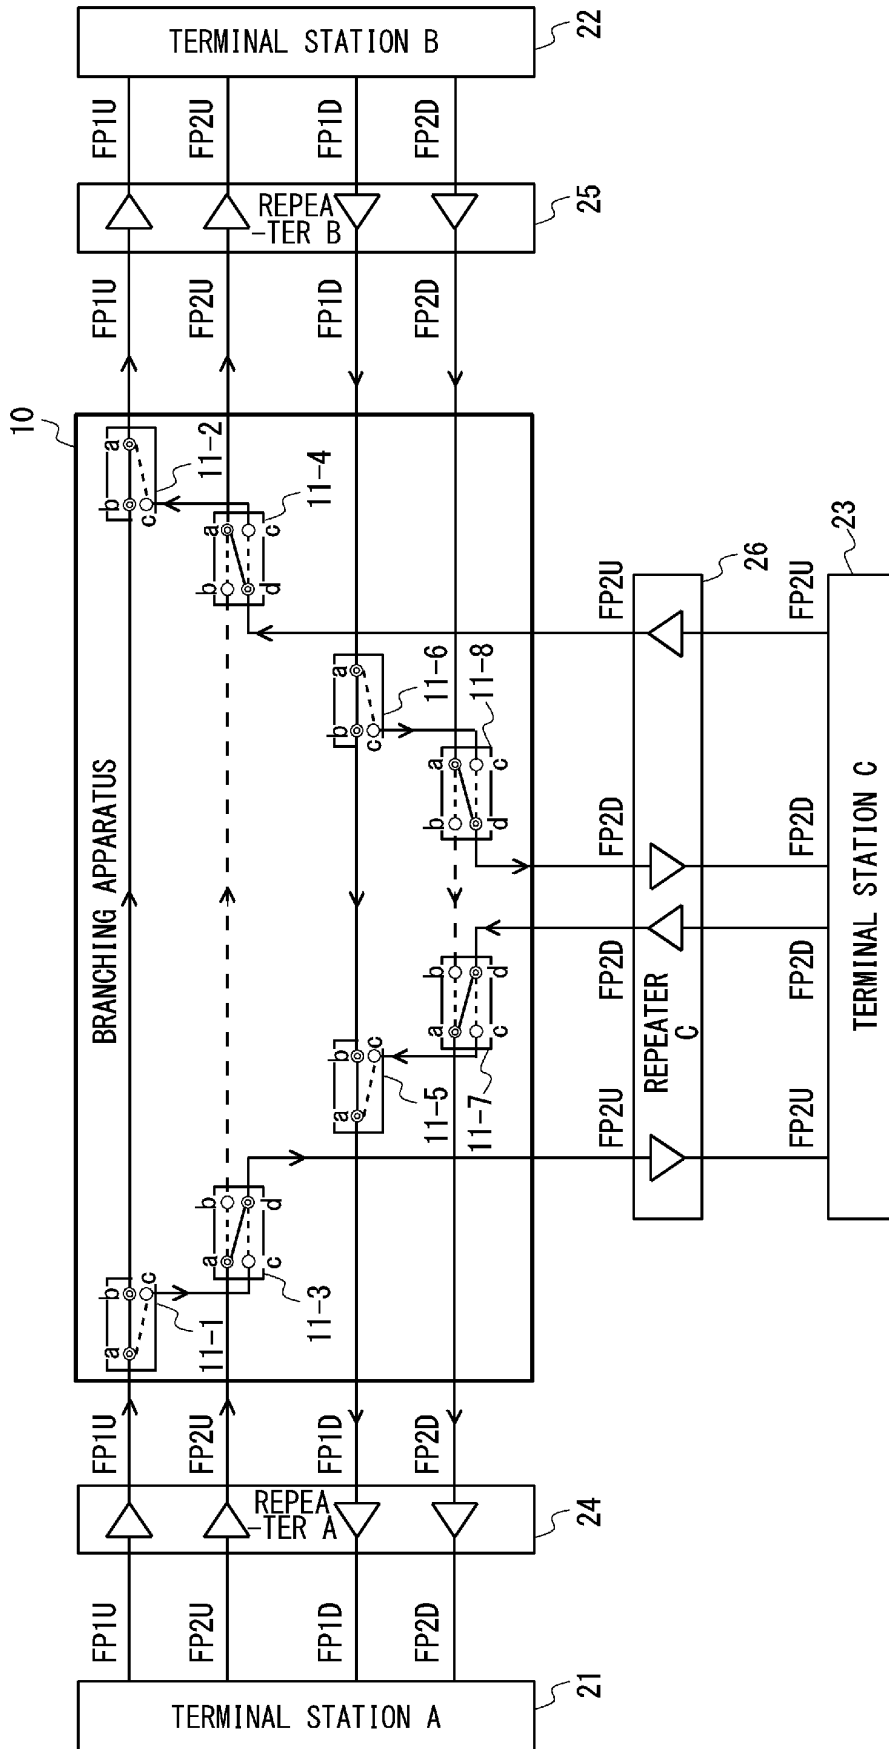 TERMINAL STATION B
22
FP1U
FP2U
FP1D
FP2D
REPEA
-TER B
25
FP1U
FP2U
FP1D
FP2D
10
BRANCHING APPARATUS
a
b
c
11-2
a
b
c
d
11-4
a
b
c
11-6
a
b
c
d
11-8
b
a
d
c
11-7
b
a
c
11-5
b
a
d
c
11-3
b
a
c
11-1
FP2U
FP2D
FP2D
FP2U
REPEATER
C
26
FP2U
FP2D
FP2D
FP2U
TERMINAL STATION C
23
FP1U
FP2U
FP1D
FP2D
REPEA
-TER A
24
FP1U
FP2U
FP1D
FP2D
TERMINAL STATION A
21